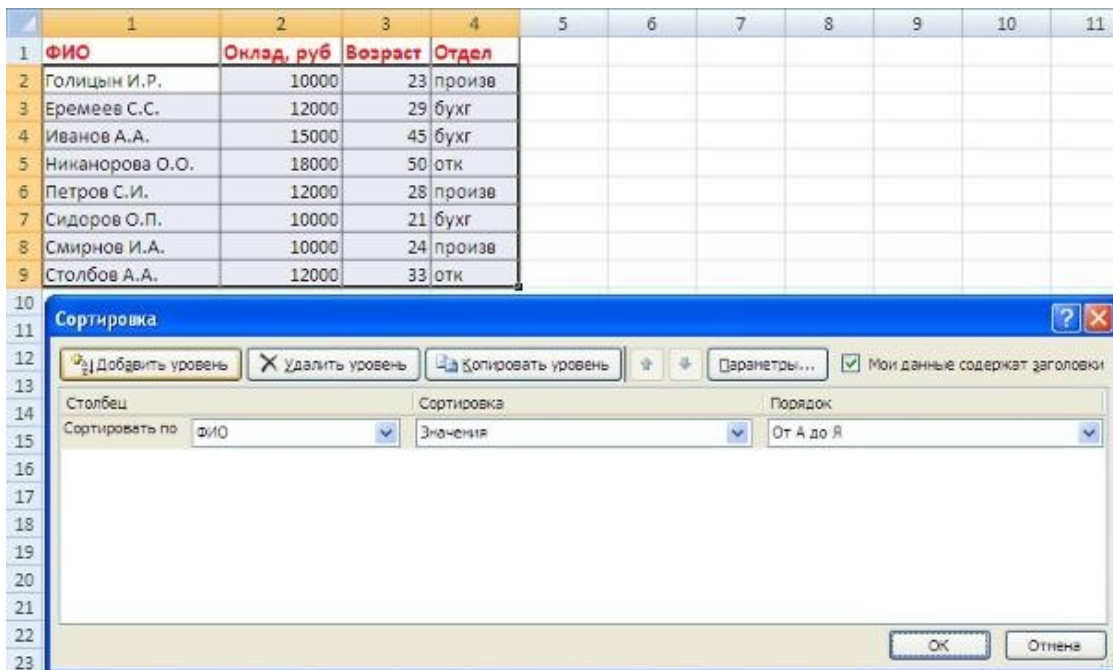 1 2 3 4 5 6 7 8 9 10 11
1 ФИО Оклад, руб Возраст Отдел
2 Голицын И.Р. 10000 23 произв
3 Еремеев С.С. 12000 29 бухг
4 Иванов А.А. 15000 45 бухг
5 Никанорова О.О. 18000 50 отк
6 Петров С.И. 12000 28 произв
7 Сидоров О.П. 10000 21 бухг
8 Смирнов И.А. 10000 24 произв
9 Столбов А.А. 12000 33 отк
10
11 Сортировка
12 Добавить уровень Удалить уровень Копировать уровень Параметры... Мои данные содержат заголовки
13
14 Столбец Сортировка Порядок
15 Сортировать по ФИО Значения От А до Я
16
17
18
19
20
21
22 ОК Отмена
23